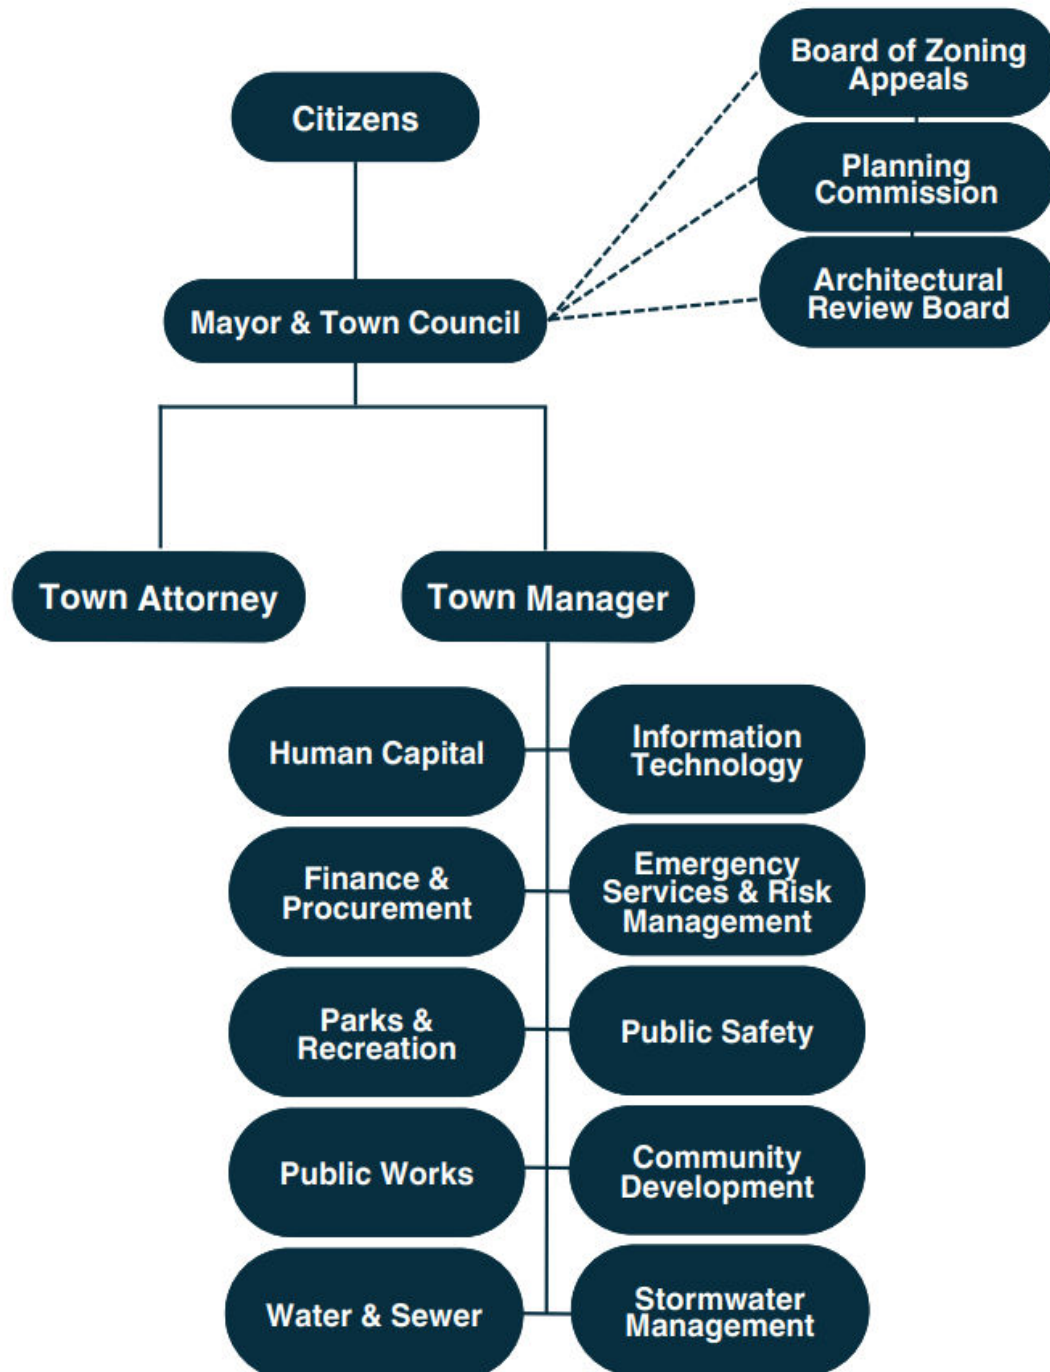 Board of Zoning
Appeals
Citizens
Planning
Commission
Architectural
Review Board
Mayor & Town Council
Town Attorney
Town Manager
Human Capital
Information
Technology
Finance &
Procurement
Emergency
Services & Risk
Management
Parks &
Recreation
Public Safety
Public Works
Community
Development
Water & Sewer
Stormwater
Management